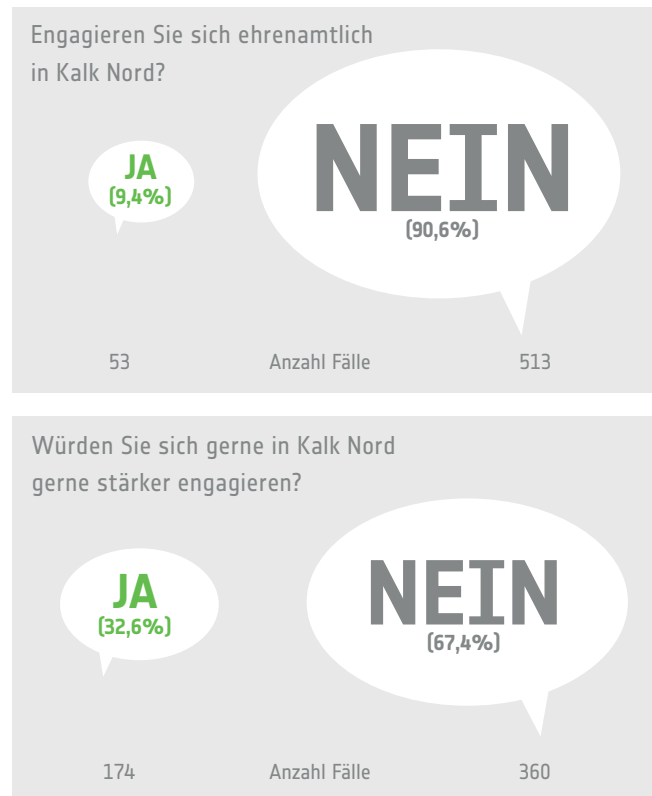 Engagieren Sie sich ehrenamtlich
in Kalk Nord?
JA
(9,4%)
NEIN
(90,6%)
53 Anzahl Fälle 513
Würden Sie sich gerne in Kalk Nord
gerne stärker engagieren?
JA
(32,6%)
NEIN
(67,4%)
174 Anzahl Fälle 360